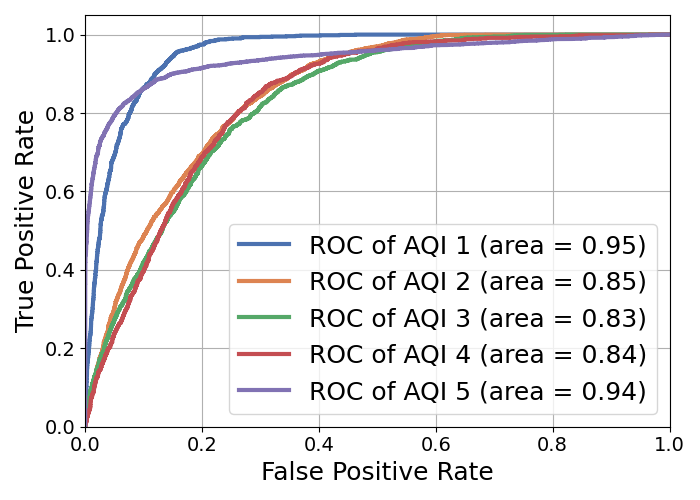 1.0
0.8
0.6
0.4
0.2
0.0
True Positive Rate
ROC of AQI 1 (area = 0.95)
ROC of AQI 2 (area = 0.85)
ROC of AQI 3 (area = 0.83)
ROC of AQI 4 (area = 0.84)
ROC of AQI 5 (area = 0.94)
0.0 0.2 0.4 0.6 0.8 1.0
False Positive Rate